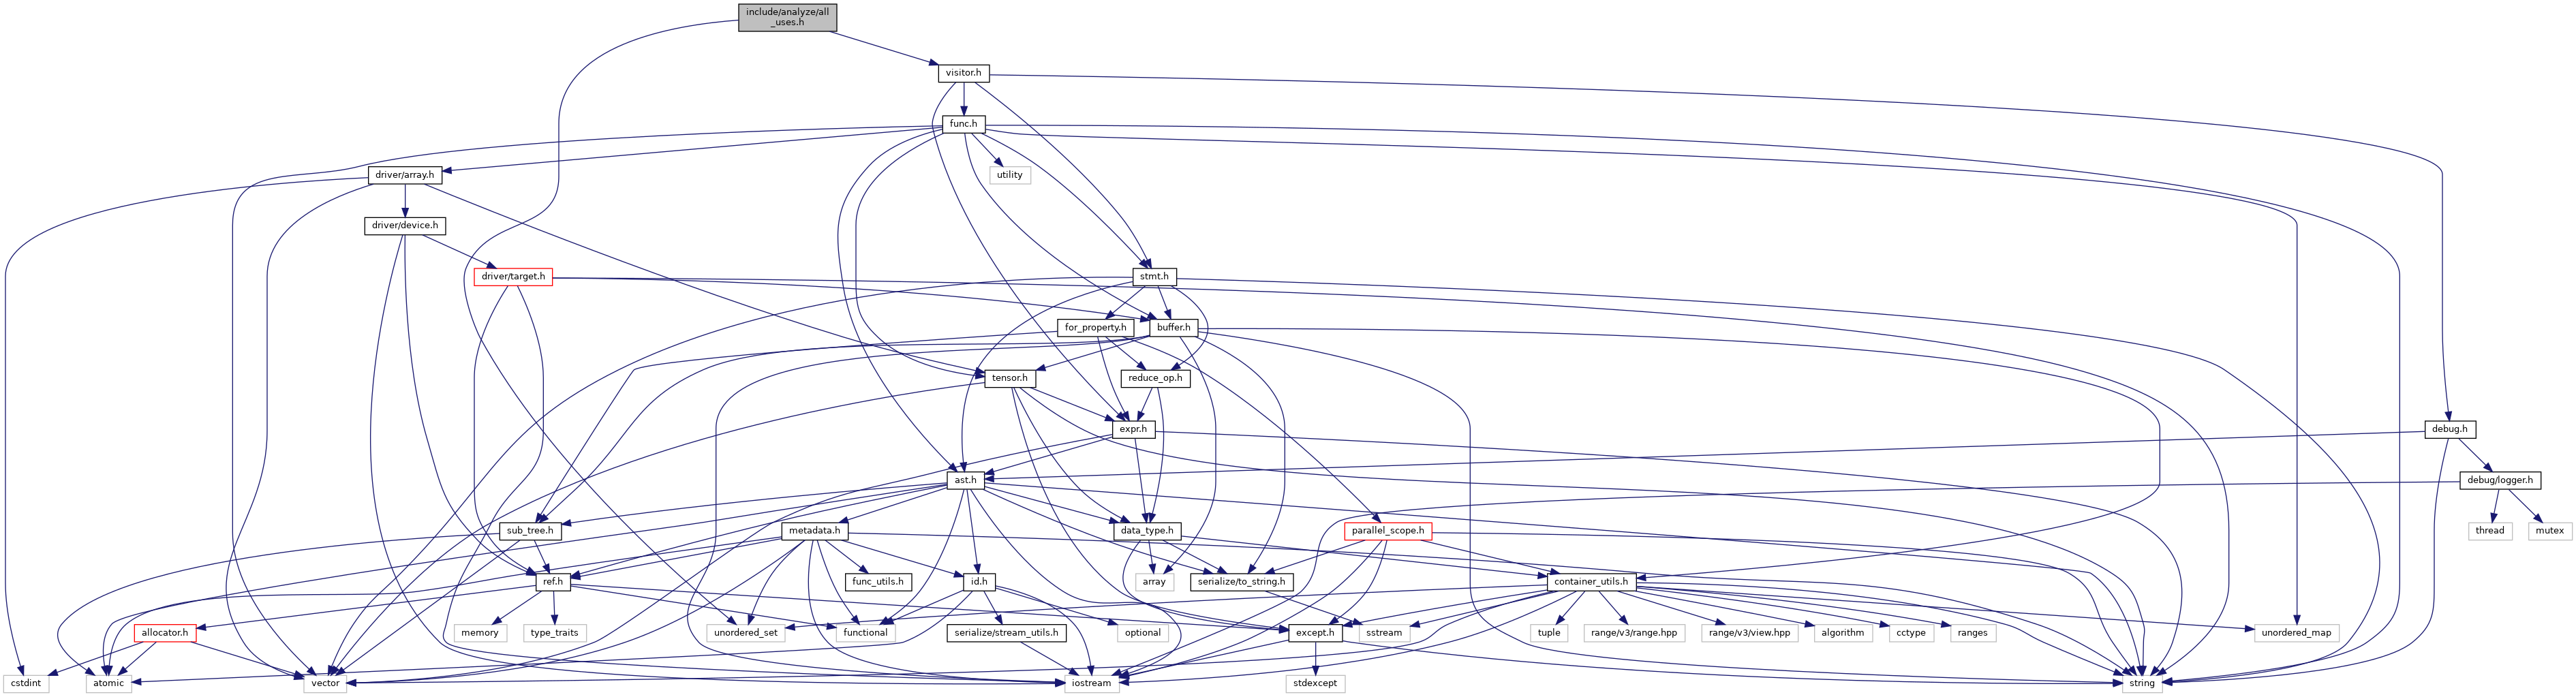 include/analyze/all
_uses.h
visitor.h
func.h
driver/array.h
utility
driver/device.h
driver/target.h
stmt.h
for_property.h
buffer.h
tensor.h
reduce_op.h
expr.h
debug.h
ast.h
debug/logger.h
sub_tree.h
metadata.h
data_type.h
parallel_scope.h
thread
mutex
ref.h
func_utils.h
id.h
array
serialize/to_string.h
container_utils.h
allocator.h
memory
type_traits
unordered_set
functional
serialize/stream_utils.h
optional
except.h
sstream
tuple
range/v3/range.hpp
range/v3/view.hpp
algorithm
cctype
ranges
unordered_map
cstdint
atomic
vector
iostream
stdexcept
string